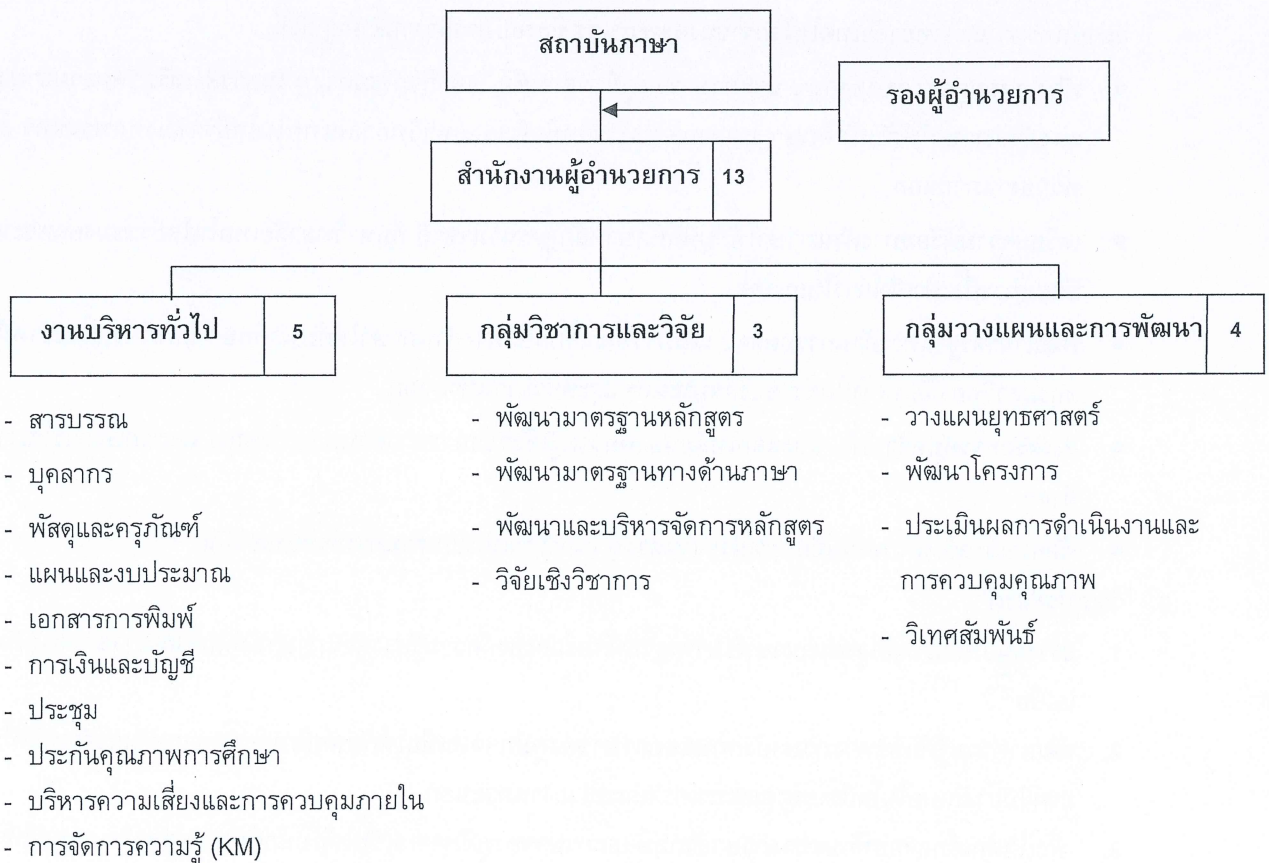 สถาบันภาษา
รองผู้อำนวยการ
สำนักงานผู้อำนวยการ 13
งานบริหารทั่วไป 5
- สารบรรณ
- บุคลากร
- พัสดุและครุภัณฑ์
- แผนและงบประมาณ
- เอกสารการพิมพ์
- การเงินและบัญชี
- ประชุม
- ประกันคุณภาพการศึกษา
- บริหารความเสี่ยงและการควบคุมภายใน
- การจัดการความรู้ (KM)
กลุ่มวิชาการและวิจัย 3
- พัฒนามาตรฐานหลักสูตร
- พัฒนามาตรฐานทางด้านภาษา
- พัฒนาและบริหารจัดการหลักสูตร
- วิจัยเชิงวิชาการ
กลุ่มวางแผนและการพัฒนา 4
- วางแผนยุทธศาสตร์
- พัฒนาโครงการ
- ประเมินผลการดำเนินงานและ
การควบคุมคุณภาพ
- วิเทศสัมพันธ์